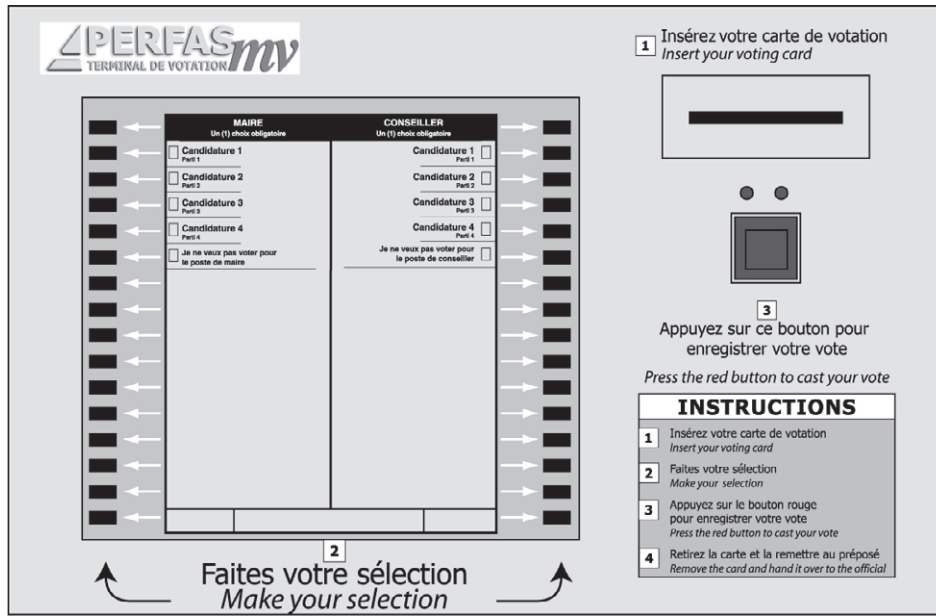 PERFAS mv
TERMINAL DE VOTATION
1 Insérez votre carte de votation
Insert your voting card
MAIRE
Un (1) choix obligatoire
Candidature 1
Parti 1
Candidature 2
Parti 2
Candidature 3
Parti 3
Candidature 4
Parti 4
Je ne veux pas voter pour
le poste de maire
CONSEILLER
Un (1) choix obligatoire
Candidature 1
Parti 1
Candidature 2
Parti 2
Candidature 3
Parti 3
Candidature 4
Parti 4
Je ne veux pas voter pour
le poste de conseiller
2
Faites votre sélection
Make your selection
3
Appuyez sur ce bouton pour
enregistrer votre vote
Press the red button to cast your vote
INSTRUCTIONS
1 Insérez votre carte de votation
Insert your voting card
2 Faites votre sélection
Make your selection
3 Appuyez sur le bouton rouge
pour enregistrer votre vote
Press the red button to cast your vote
4 Retirez la carte et la remettre au préposé
Remove the card and hand it over to the official